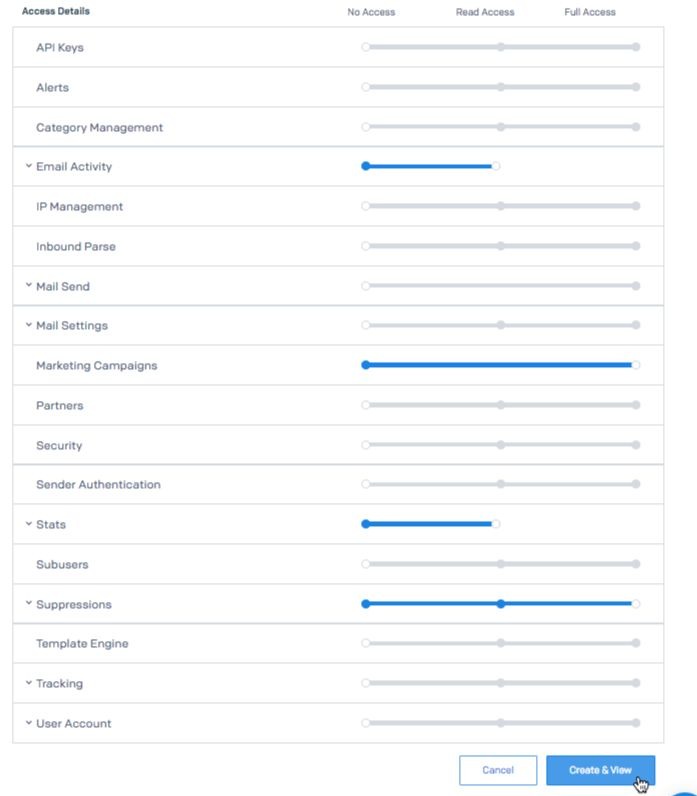 Access Details No Access Read Access Full Access
API Keys
Alerts
Category Management
Email Activity
IP Management
Inbound Parse
Mail Send
Mail Settings
Marketing Campaigns
Partners
Security
Sender Authentication
Stats
Subusers
Suppressions
Template Engine
Tracking
User Account
Cancel Create & View